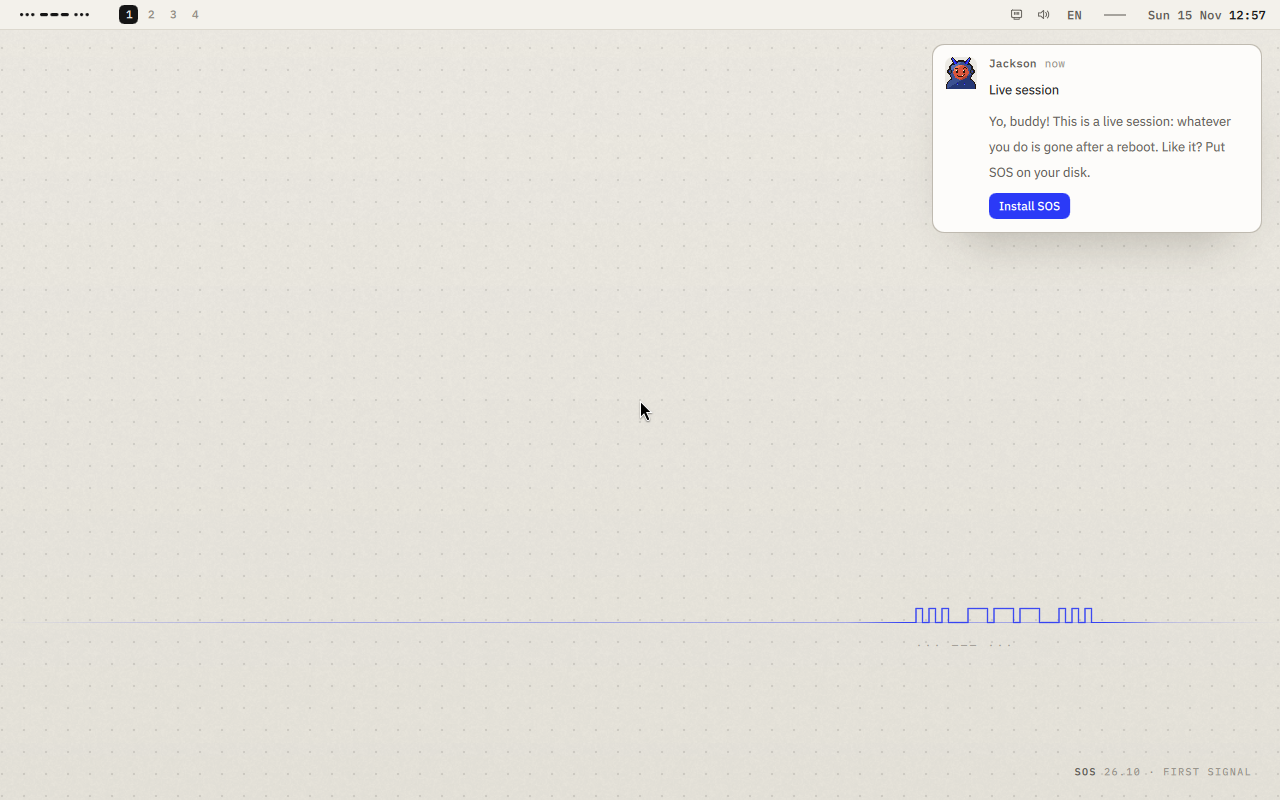 1 2 3 4
EN
Sun 15 Nov 12:57
Jackson now
Live session
Yo, buddy! This is a live session: whatever
you do is gone after a reboot. Like it? Put
SOS on your disk.
Install SOS
SOS 26.10 · FIRST SIGNAL